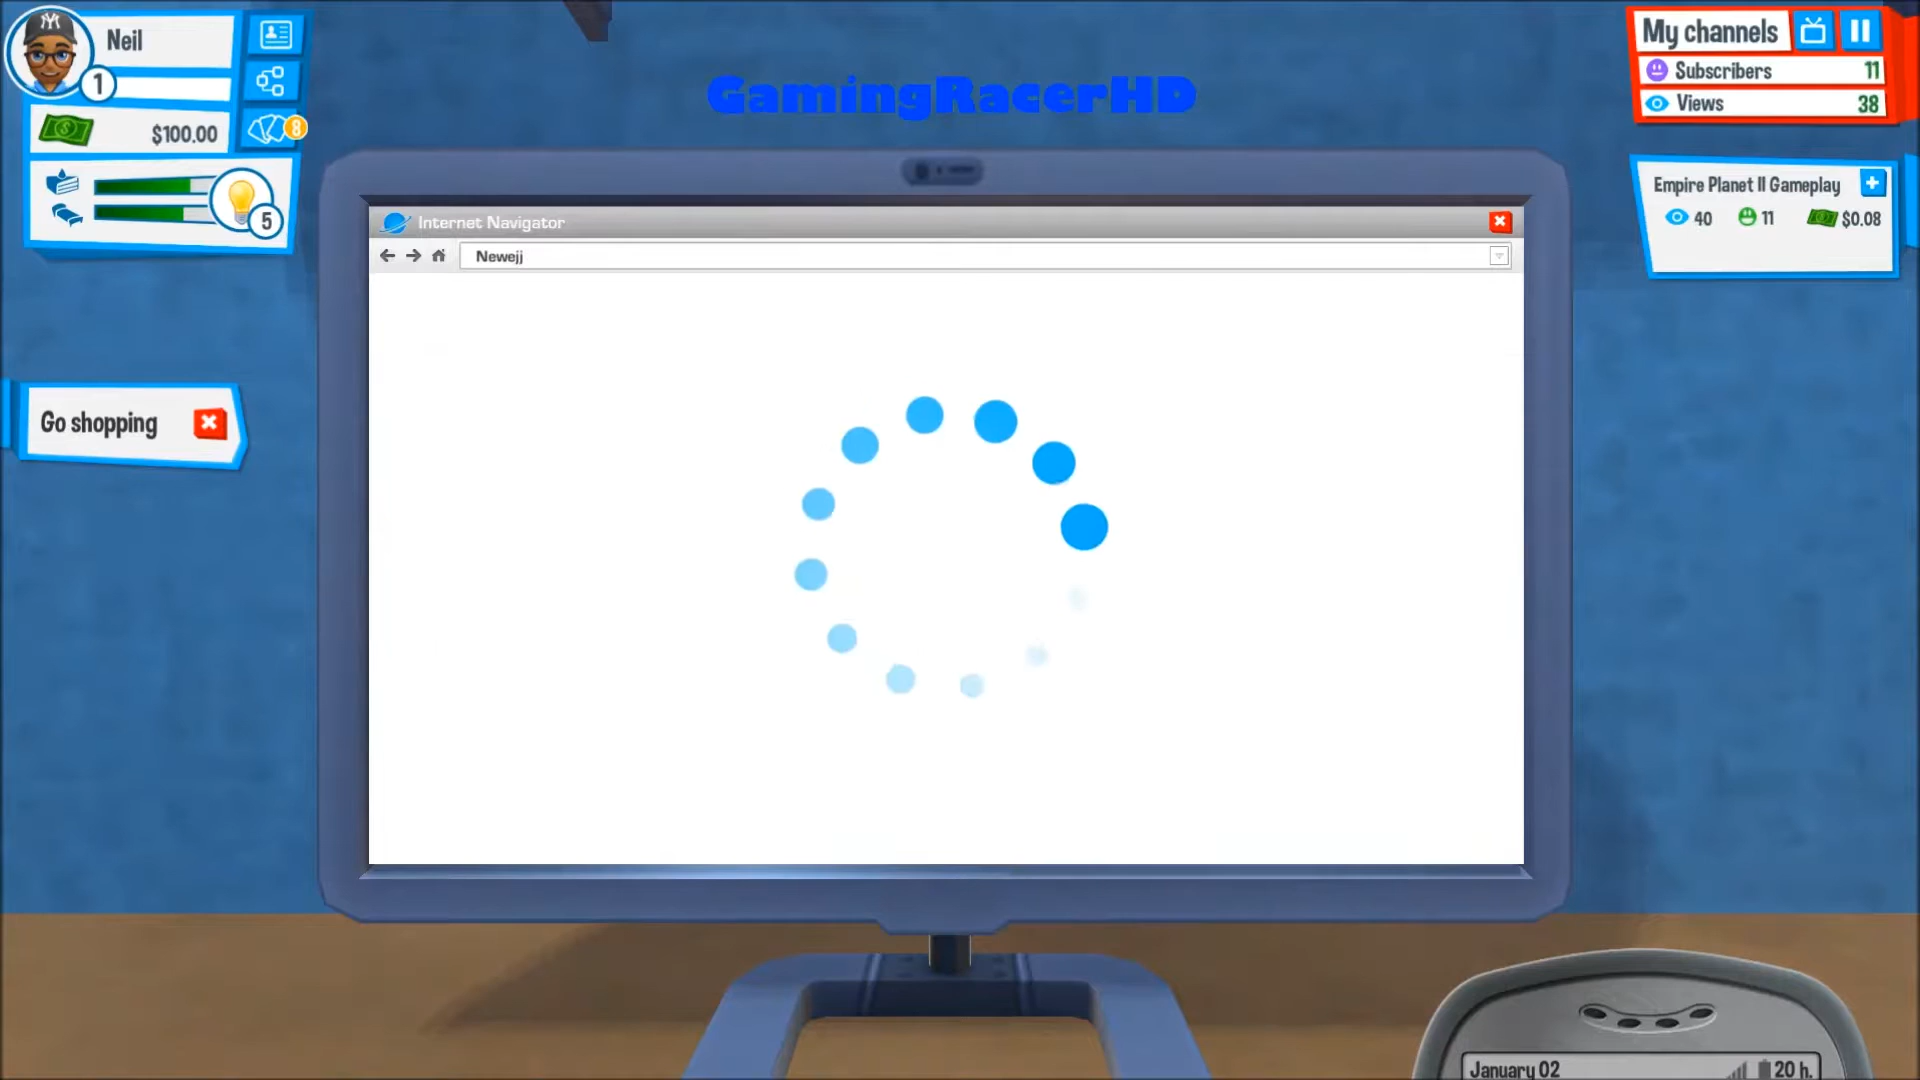 Neil
1
$100.00
8
5
GamingRacerHD
My channels
Subscribers 11
Views 38
Empire Planet II Gameplay
40 11 $0.08
Internet Navigator
Newejj
Go shopping
January 02 20 h.